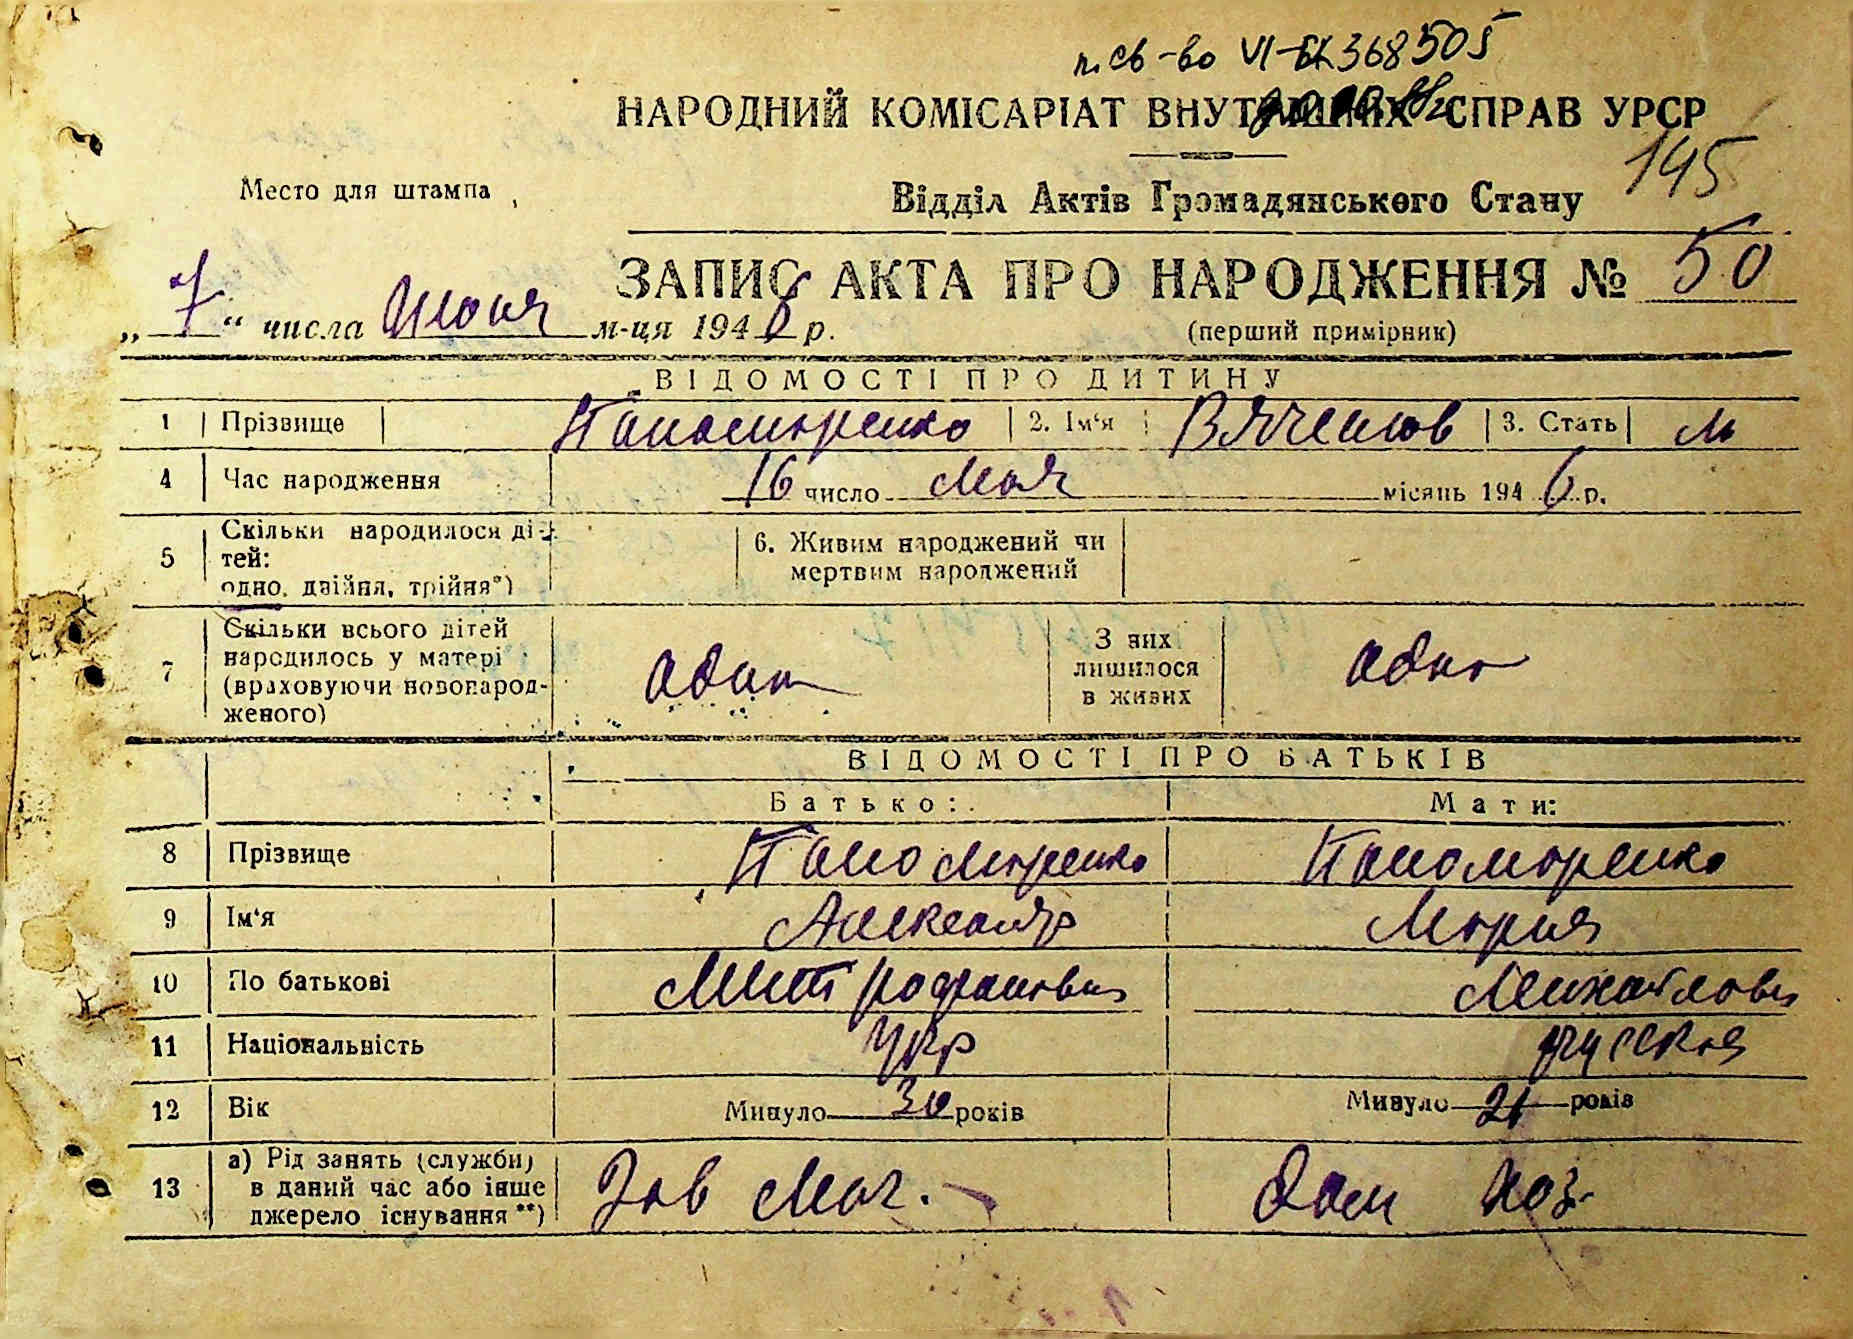 п. св-во VI-БК 368505
НАРОДНИЙ КОМІСАРІАТ ВНУТРІШНІХ СПРАВ УРСР
145
Место для штампа
Відділ Актів Громадянського Стану
ЗАПИС АКТА ПРО НАРОДЖЕННЯ № 50
„7“ числа Июня м-ця 1946 р.
(перший примірник)
ВІДОМОСТІ ПРО ДИТИНУ
1 Прізвище Пономаренко 2. Ім‘я Вячеслов 3. Стать м
4 Час народження 16 число Мая місяць 1946 р.
5 Скільки народилося ді-
тей:
одно, двійня, трійня*)
6. Живим народжений чи
мертвим народжений
7 Скільки всього дітей
народилось у матері
(враховуючи новонарод-
женого)
один
З них
лишилося
в живих
один
ВІДОМОСТІ ПРО БАТЬКІВ
Батько: Мати:
8 Прізвище Пономаренко Пономаренко
9 Ім‘я Александр Мария
10 По батькові Митрофанович Михайловна
11 Національність Укр русская
12 Вік Минуло 30 років Минуло 21 років
13 а) Рід занять (служби)
в даний час або інше
джерело існування**)
Зав Маг. Дом хоз.